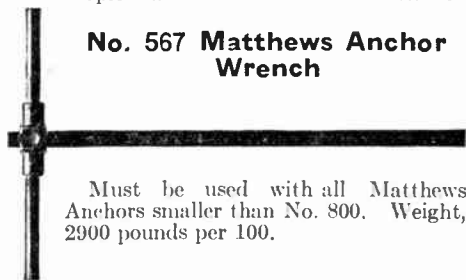 No. 567 Matthews Anchor
Wrench
Must be used with all Matthews
Anchors smaller than No. 800. Weight,
2900 pounds per 100.